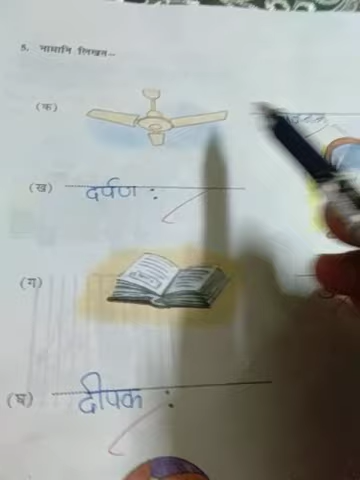 5. नामानि लिखत--
(क)
(ख) दर्पण :
(ग)
(घ) दीपक :